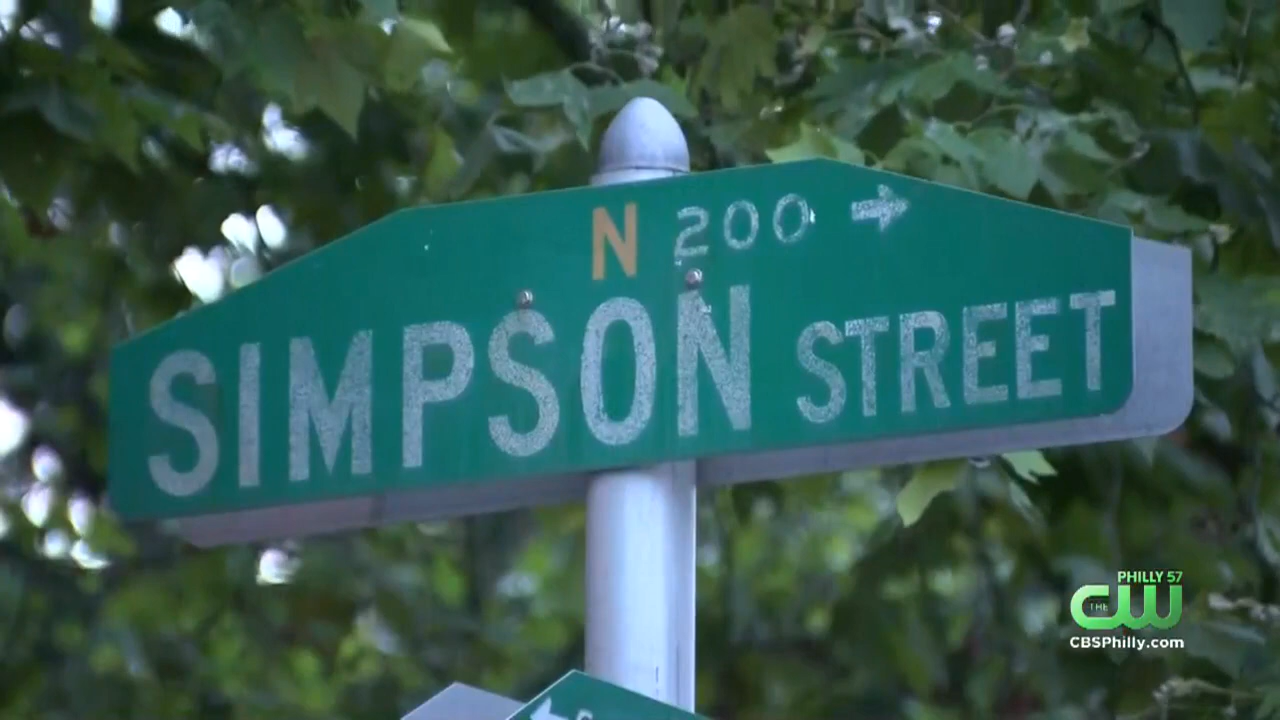 N 200 →
SIMPSON STREET
PHILLY 57
THE CW
CBSPhilly.com